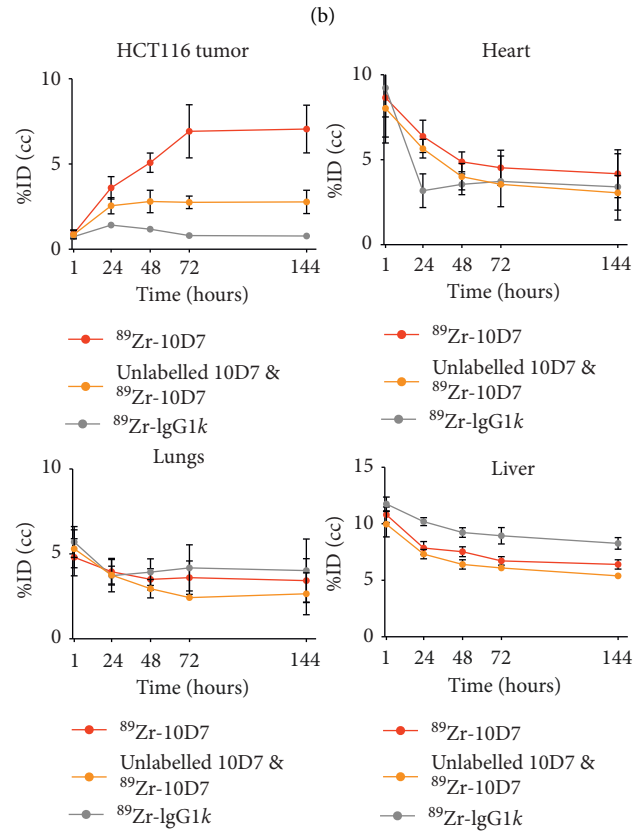 (b)
HCT116 tumor
10
5
0
%ID (cc)
1 24 48 72 144
Time (hours)
⁸⁹Zr-10D7
Unlabelled 10D7 &
⁸⁹Zr-10D7
⁸⁹Zr-lgG1k
Heart
10
5
0
%ID (cc)
1 24 48 72 144
Time (hours)
⁸⁹Zr-10D7
Unlabelled 10D7 &
⁸⁹Zr-10D7
⁸⁹Zr-lgG1k
Lungs
10
5
0
%ID (cc)
1 24 48 72 144
Time (hours)
⁸⁹Zr-10D7
Unlabelled 10D7 &
⁸⁹Zr-10D7
⁸⁹Zr-lgG1k
Liver
15
10
5
0
%ID (cc)
1 24 48 72 144
Time (hours)
⁸⁹Zr-10D7
Unlabelled 10D7 &
⁸⁹Zr-10D7
⁸⁹Zr-lgG1k